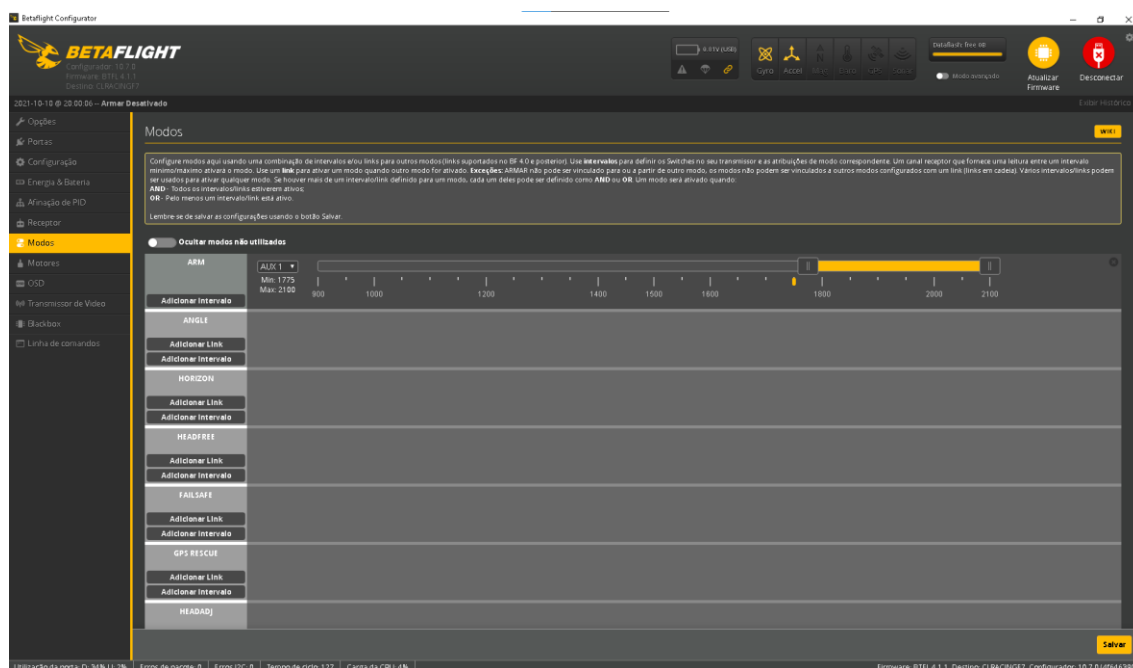 Betaflight Configurator
BETAFLIGHT
Configurador: 10.7.0
Firmware: BTFL 4.1.1
Destino: CLRACINGF7
0.31V (USB)
Gyro
Accel
GPS
Dataflash: free 0B
Modo avançado
Atualizar Firmware
Desconectar
2021-10-10 @ 20:00:06 -- Armar Desativado
Exibir Histórico
Opções
Portas
Configuração
Energia & Bateria
Afinação de PID
Receptor
Modos
Motores
OSD
Transmissor de Vídeo
Blackbox
Linha de comandos
Modos
WIKI
Configure modos aqui usando uma combinação de intervalos e/ou links para outros modos (links suportados no BF 4.0 e posterior). Use intervalos para definir os Switches no seu transmissor e as atribuições de modo correspondente. Um canal receptor que fornece uma leitura entre um intervalo
mínimo/máximo ativará o modo. Use um link para ativar um modo quando outro modo for ativado. Exceções: ARMAR não pode ser vinculado para ou a partir de outro modo, os modos não podem ser vinculados a outros modos configurados com um link (links em cadeia). Vários intervalos/links podem
ser usados para ativar qualquer modo. Se houver mais de um intervalo/link definido para um modo, cada um deles pode ser definido como AND ou OR. Um modo será ativado quando:
AND - Todos os intervalos/links estiverem ativos;
OR - Pelo menos um intervalo/link está ativo.
Lembre-se de salvar as configurações usando o botão Salvar.
Ocultar modos não utilizados
ARM
Adicionar Intervalo
AUX 1
Min: 1775
Max: 2100
900 1000 1200 1400 1500 1600 1800 2000 2100
ANGLE
Adicionar Link
Adicionar Intervalo
HORIZON
Adicionar Link
Adicionar Intervalo
HEADFREE
Adicionar Link
Adicionar Intervalo
FAILSAFE
Adicionar Link
Adicionar Intervalo
GPS RESCUE
Adicionar Link
Adicionar Intervalo
HEADADJ
Salvar
Utilização da porta: D: 34% U: 2%
Erros de pacote: 0
Erros I2C: 0
Tempo de ciclo: 127
Carga da CPU: 4%
Firmware: BTFL 4.1.1, Destino: CLRACINGF7, Configurador: 10.7.0